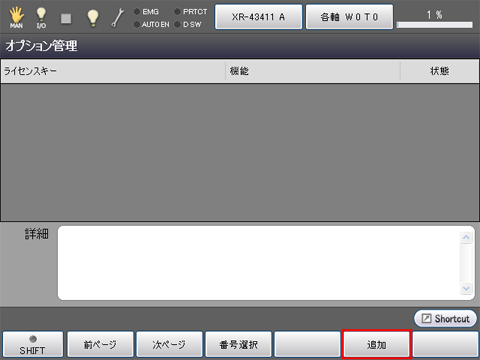 MAN I/O EMG PRTCT AUTO EN D SW XR-43411 A 各軸 W 0 T 0 1 %
オプション管理
ライセンスキー 機能 状態
詳細
Shortcut
SHIFT 前ページ 次ページ 番号選択 追加